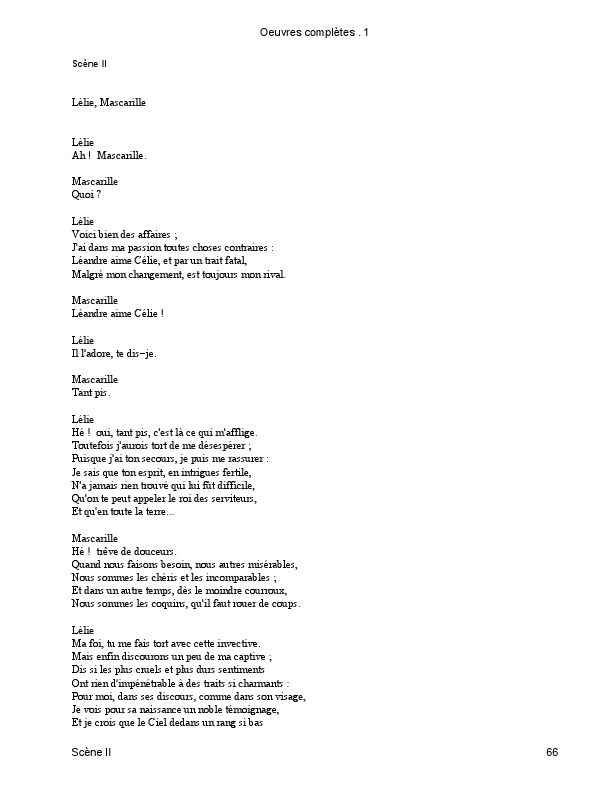 Oeuvres complètes . 1
Scène II
Lélie, Mascarille
Lélie
Ah !  Mascarille.
Mascarille
Quoi ?
Lélie
Voici bien des affaires ;
J'ai dans ma passion toutes choses contraires :
Léandre aime Célie, et par un trait fatal,
Malgré mon changement, est toujours mon rival.
Mascarille
Léandre aime Célie !
Lélie
Il l'adore, te dis−je.
Mascarille
Tant pis.
Lélie
Hé !  oui, tant pis, c'est là ce qui m'afflige.
Toutefois j'aurois tort de me désespérer ;
Puisque j'ai ton secours, je puis me rassurer :
Je sais que ton esprit, en intrigues fertile,
N'a jamais rien trouvé qui lui fût difficile,
Qu'on te peut appeler le roi des serviteurs,
Et qu'en toute la terre...
Mascarille
Hé !  trêve de douceurs.
Quand nous faisons besoin, nous autres misérables,
Nous sommes les chéris et les incomparables ;
Et dans un autre temps, dès le moindre courroux,
Nous sommes les coquins, qu'il faut rouer de coups.
Lélie
Ma foi, tu me fais tort avec cette invective.
Mais enfin discourons un peu de ma captive ;
Dis si les plus cruels et plus durs sentiments
Ont rien d'impénétrable à des traits si charmants :
Pour moi, dans ses discours, comme dans son visage,
Je vois pour sa naissance un noble témoignage,
Et je crois que le Ciel dedans un rang si bas
Scène II
66